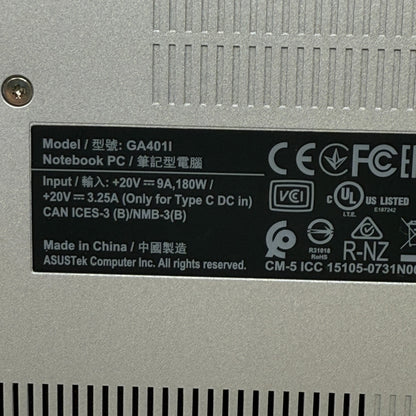 Model / 型號: GA401I
Notebook PC / 筆記型電腦
Input / 輸入: +20V ⎓ 9A,180W /
+20V ⎓ 3.25A (Only for Type C DC in)
CAN ICES-3 (B)/NMB-3(B)
Made in China / 中國製造
ASUSTek Computer Inc. All rights reserved.
CE FC
VCI
c UL US LISTED
I.T.E. E187242
R31018
RoHS
R-NZ
CM-5 ICC 15105-0731N00